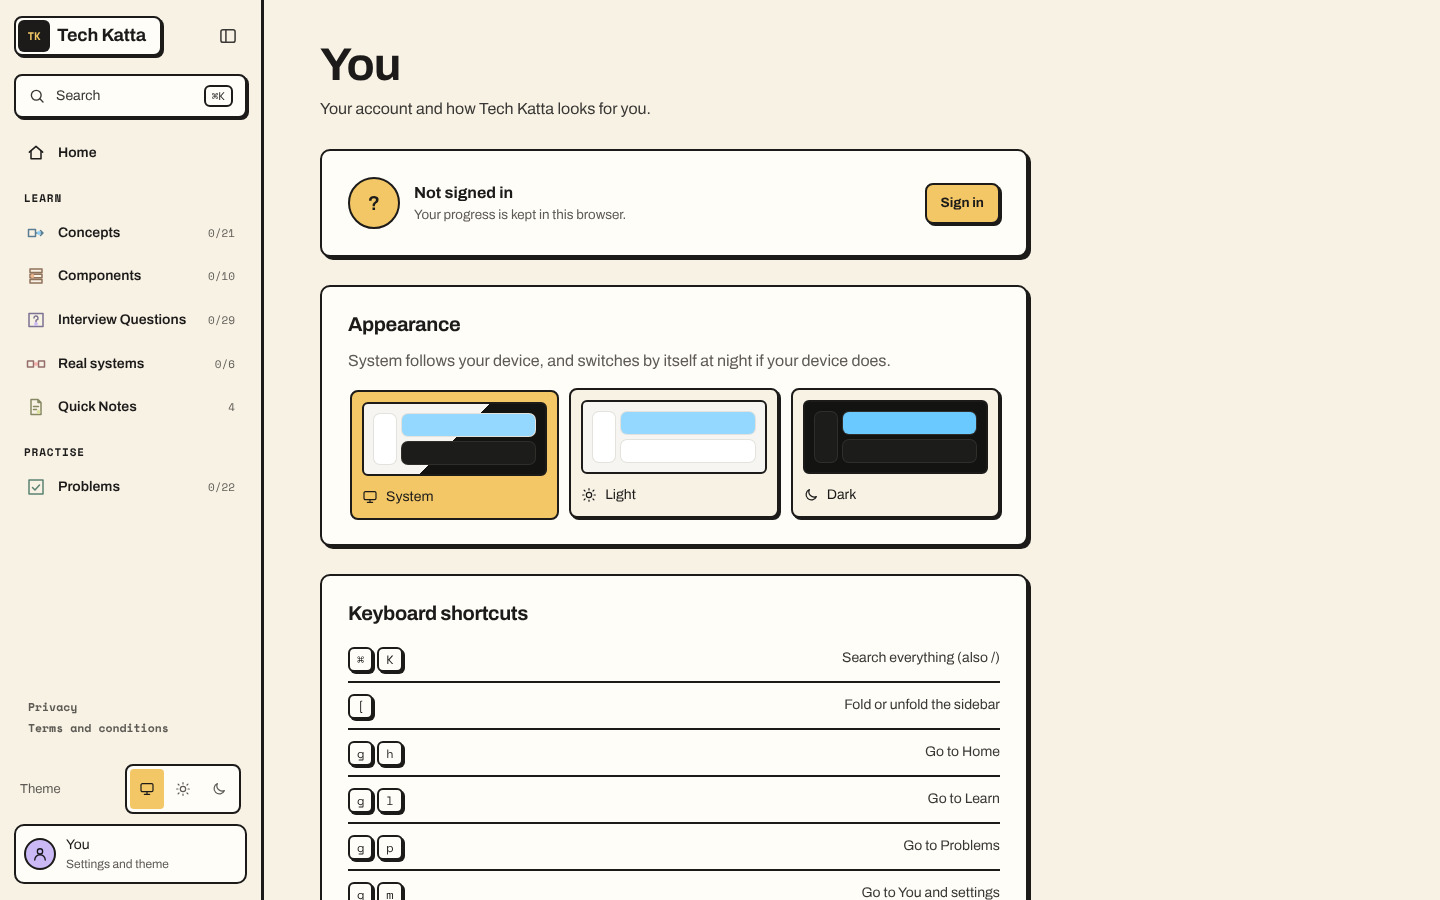 TK Tech Katta
Search ⌘K
Home
LEARN
Concepts 0/21
Components 0/10
Interview Questions 0/29
Real systems 0/6
Quick Notes 4
PRACTISE
Problems 0/22
Privacy
Terms and conditions
Theme
You
Settings and theme
You
Your account and how Tech Katta looks for you.
?
Not signed in
Your progress is kept in this browser.
Sign in
Appearance
System follows your device, and switches by itself at night if your device does.
System
Light
Dark
Keyboard shortcuts
⌘ K Search everything (also /)
[ Fold or unfold the sidebar
g h Go to Home
g l Go to Learn
g p Go to Problems
g m Go to You and settings